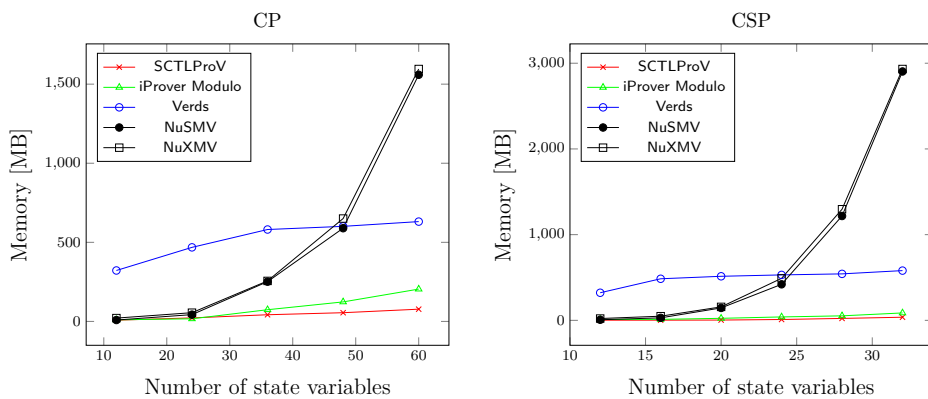 CP
Memory [MB]
1,500
1,000
500
0
SCTLProV
iProver Modulo
Verds
NuSMV
NuXMV
10 20 30 40 50 60
Number of state variables
CSP
Memory [MB]
3,000
2,000
1,000
0
SCTLProV
iProver Modulo
Verds
NuSMV
NuXMV
10 15 20 25 30
Number of state variables